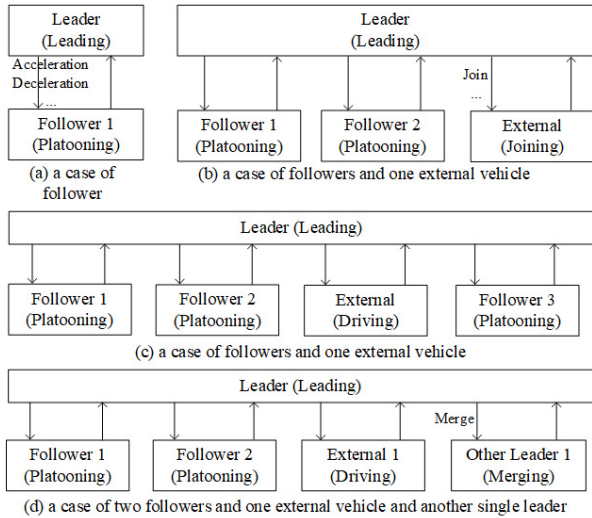 Leader
(Leading)
Acceleration
Deceleration
...
Follower 1
(Platooning)
(a) a case of
follower
Leader
(Leading)
Join
...
Follower 1
(Platooning)
Follower 2
(Platooning)
External
(Joining)
(b) a case of followers and one external vehicle
Leader (Leading)
Follower 1
(Platooning)
Follower 2
(Platooning)
External
(Driving)
Follower 3
(Platooning)
(c) a case of followers and one external vehicle
Leader (Leading)
Merge
Follower 1
(Platooning)
Follower 2
(Platooning)
External 1
(Driving)
Other Leader 1
(Merging)
(d) a case of two followers and one external vehicle and another single leader